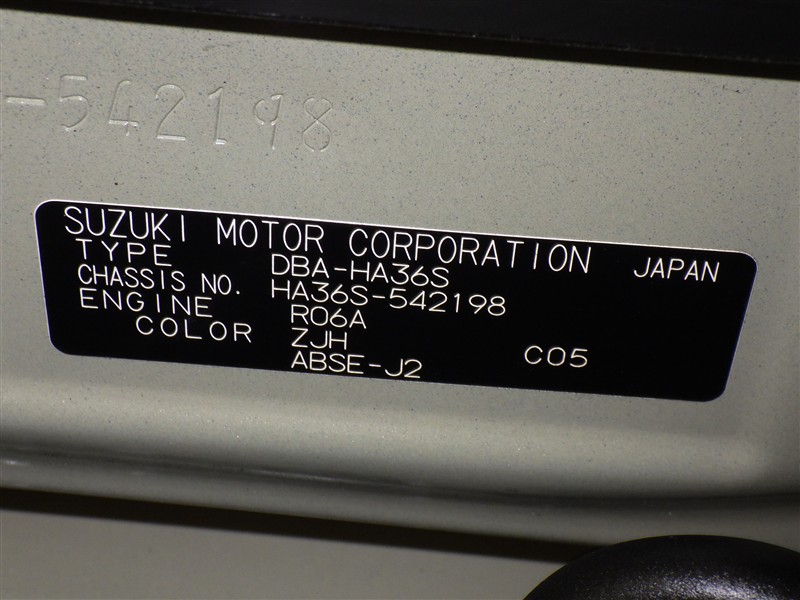 -542198
SUZUKI MOTOR CORPORATION JAPAN
TYPE DBA-HA36S
CHASSIS NO. HA36S-542198
ENGINE R06A
COLOR ZJH C05
ABSE-J2